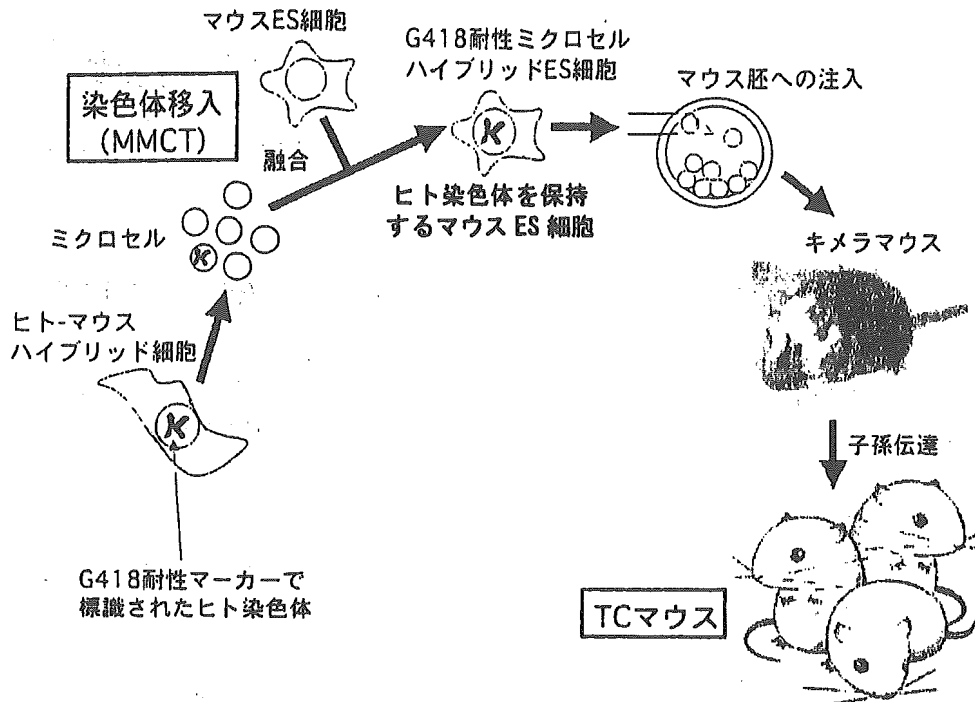 マウスES細胞
G418耐性ミクロセル
ハイブリッドES細胞
マウス胚への注入
染色体移入
(MMCT)
融合
ヒト染色体を保持
するマウス ES 細胞
ミクロセル
キメラマウス
ヒト-マウス
ハイブリッド細胞
子孫伝達
G418耐性マーカーで
標識されたヒト染色体
TCマウス